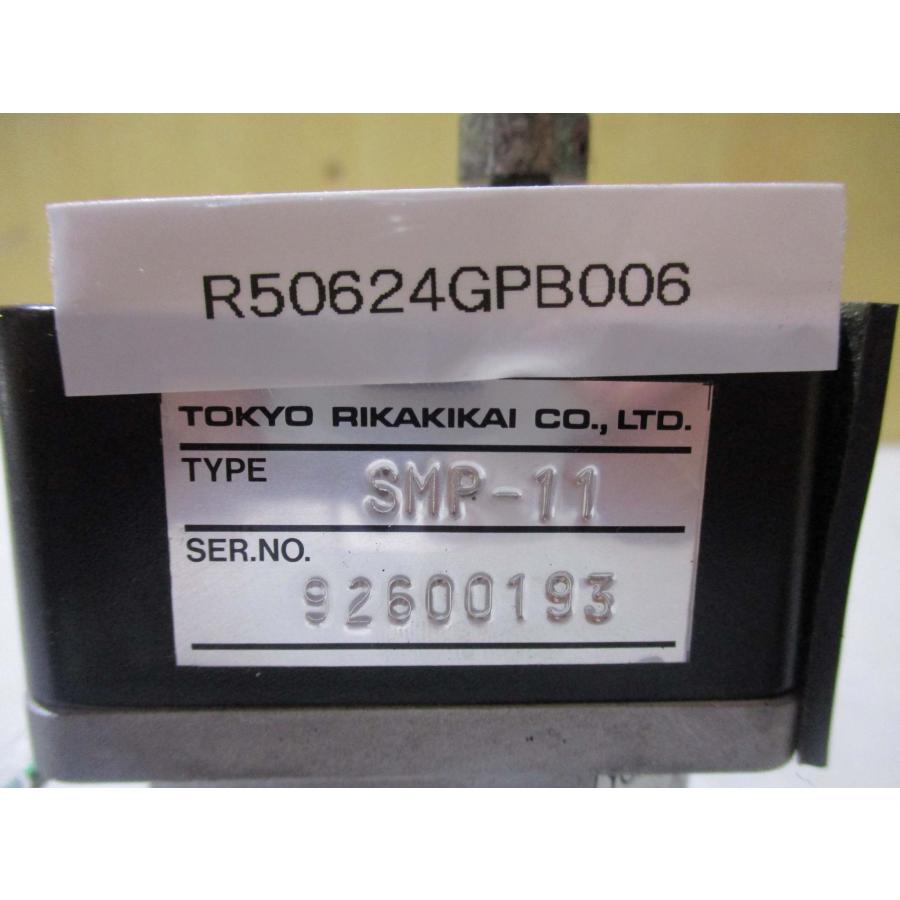 R50624GPB006
TOKYO RIKAKIKAI CO., LTD.
TYPE SMP-11
SER.NO. 92600193